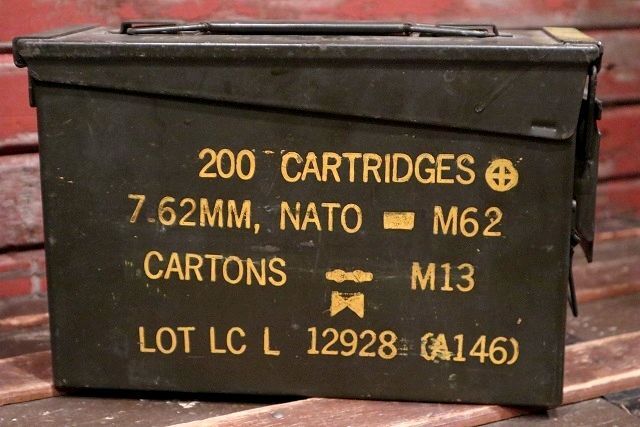 200 CARTRIDGES
7.62MM, NATO M62
CARTONS M13
LOT LC L 12928 (A146)